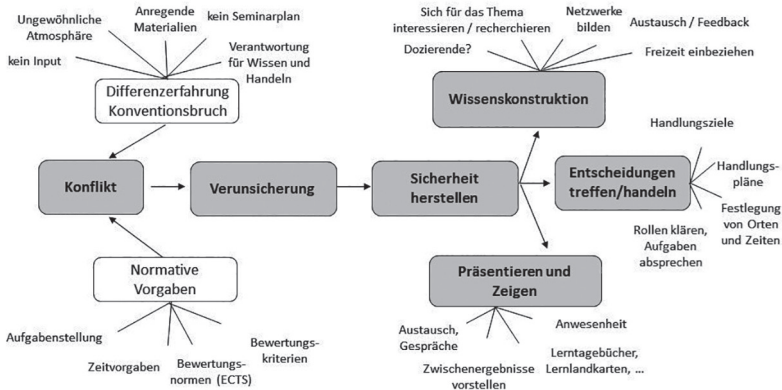 Ungewöhnliche
Atmosphäre
Anregende
Materialien
kein Seminarplan
kein Input
Verantwortung
für Wissen und
Handeln
Differenzerfahrung
Konventionsbruch
Sich für das Thema
interessieren / recherchieren
Netzwerke
bilden
Austausch / Feedback
Dozierende?
Freizeit einbeziehen
Wissenskonstruktion
Konflikt
Verunsicherung
Sicherheit
herstellen
Entscheidungen
treffen/handeln
Handlungsziele
Handlungs-
pläne
Festlegung
von Orten
und Zeiten
Rollen klären,
Aufgaben
absprechen
Normative
Vorgaben
Aufgabenstellung
Zeitvorgaben
Bewertungs-
normen (ECTS)
Bewertungs-
kriterien
Präsentieren und
Zeigen
Austausch,
Gespräche
Zwischenergebnisse
vorstellen
Anwesenheit
Lerntagebücher,
Lernlandkarten, ...